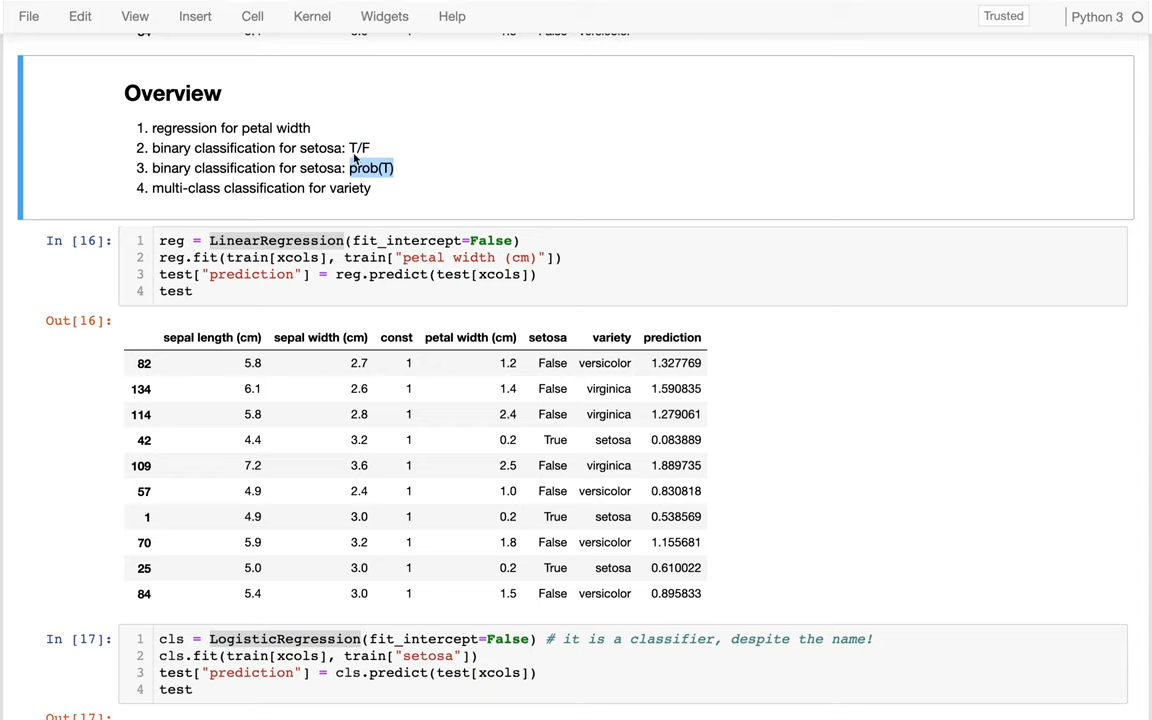 File Edit View Insert Cell Kernel Widgets Help Trusted Python 3
Overview
1. regression for petal width
2. binary classification for setosa: T/F
3. binary classification for setosa: prob(T)
4. multi-class classification for variety
In [16]: 1 reg = LinearRegression(fit_intercept=False)
2 reg.fit(train[xcols], train["petal width (cm)"])
3 test["prediction"] = reg.predict(test[xcols])
4 test
Out[16]:
sepal length (cm) sepal width (cm) const petal width (cm) setosa variety prediction
82 5.8 2.7 1 1.2 False versicolor 1.327769
134 6.1 2.6 1 1.4 False virginica 1.590835
114 5.8 2.8 1 2.4 False virginica 1.279061
42 4.4 3.2 1 0.2 True setosa 0.083889
109 7.2 3.6 1 2.5 False virginica 1.889735
57 4.9 2.4 1 1.0 False versicolor 0.830818
1 4.9 3.0 1 0.2 True setosa 0.538569
70 5.9 3.2 1 1.8 False versicolor 1.155681
25 5.0 3.0 1 0.2 True setosa 0.610022
84 5.4 3.0 1 1.5 False versicolor 0.895833
In [17]: 1 cls = LogisticRegression(fit_intercept=False) # it is a classifier, despite the name!
2 cls.fit(train[xcols], train["setosa"])
3 test["prediction"] = cls.predict(test[xcols])
4 test
Out[17]: